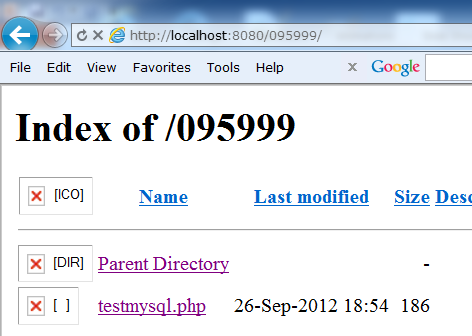 http://localhost:8080/095999/
File Edit View Favorites Tools Help x Google
Index of /095999
[ICO] Name Last modified Size Desc
[DIR] Parent Directory -
[ ] testmysql.php 26-Sep-2012 18:54 186